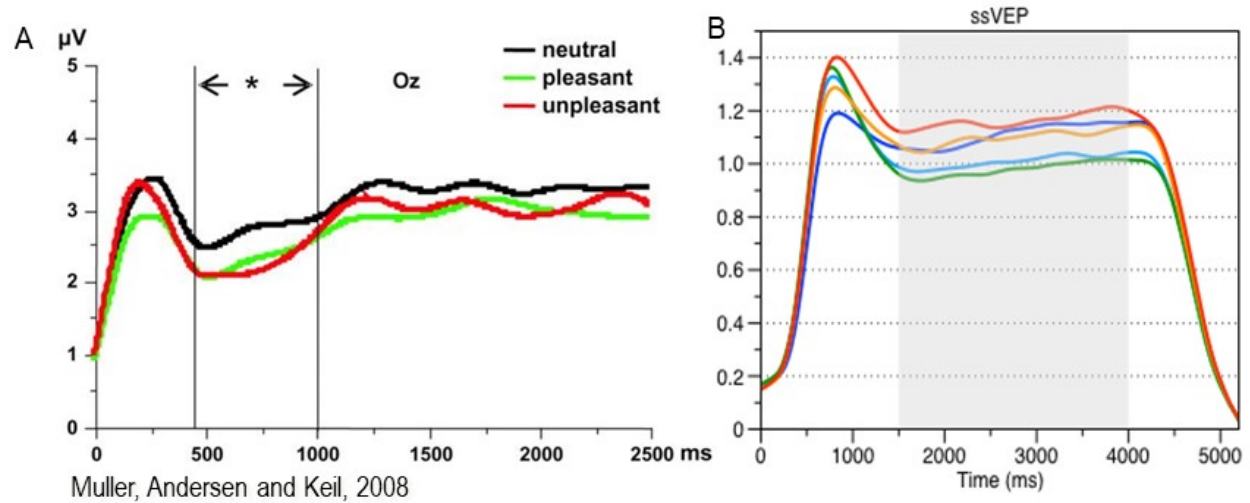 A
µV
5
4
3
2
1
0
* 
Oz
neutral
pleasant
unpleasant
0
500
1000
1500
2000
2500 ms
Muller, Andersen and Keil, 2008
B
ssVEP
1.4
1.2
1.0
0.8
0.6
0.4
0.2
0
0
1000
2000
3000
4000
5000
Time (ms)